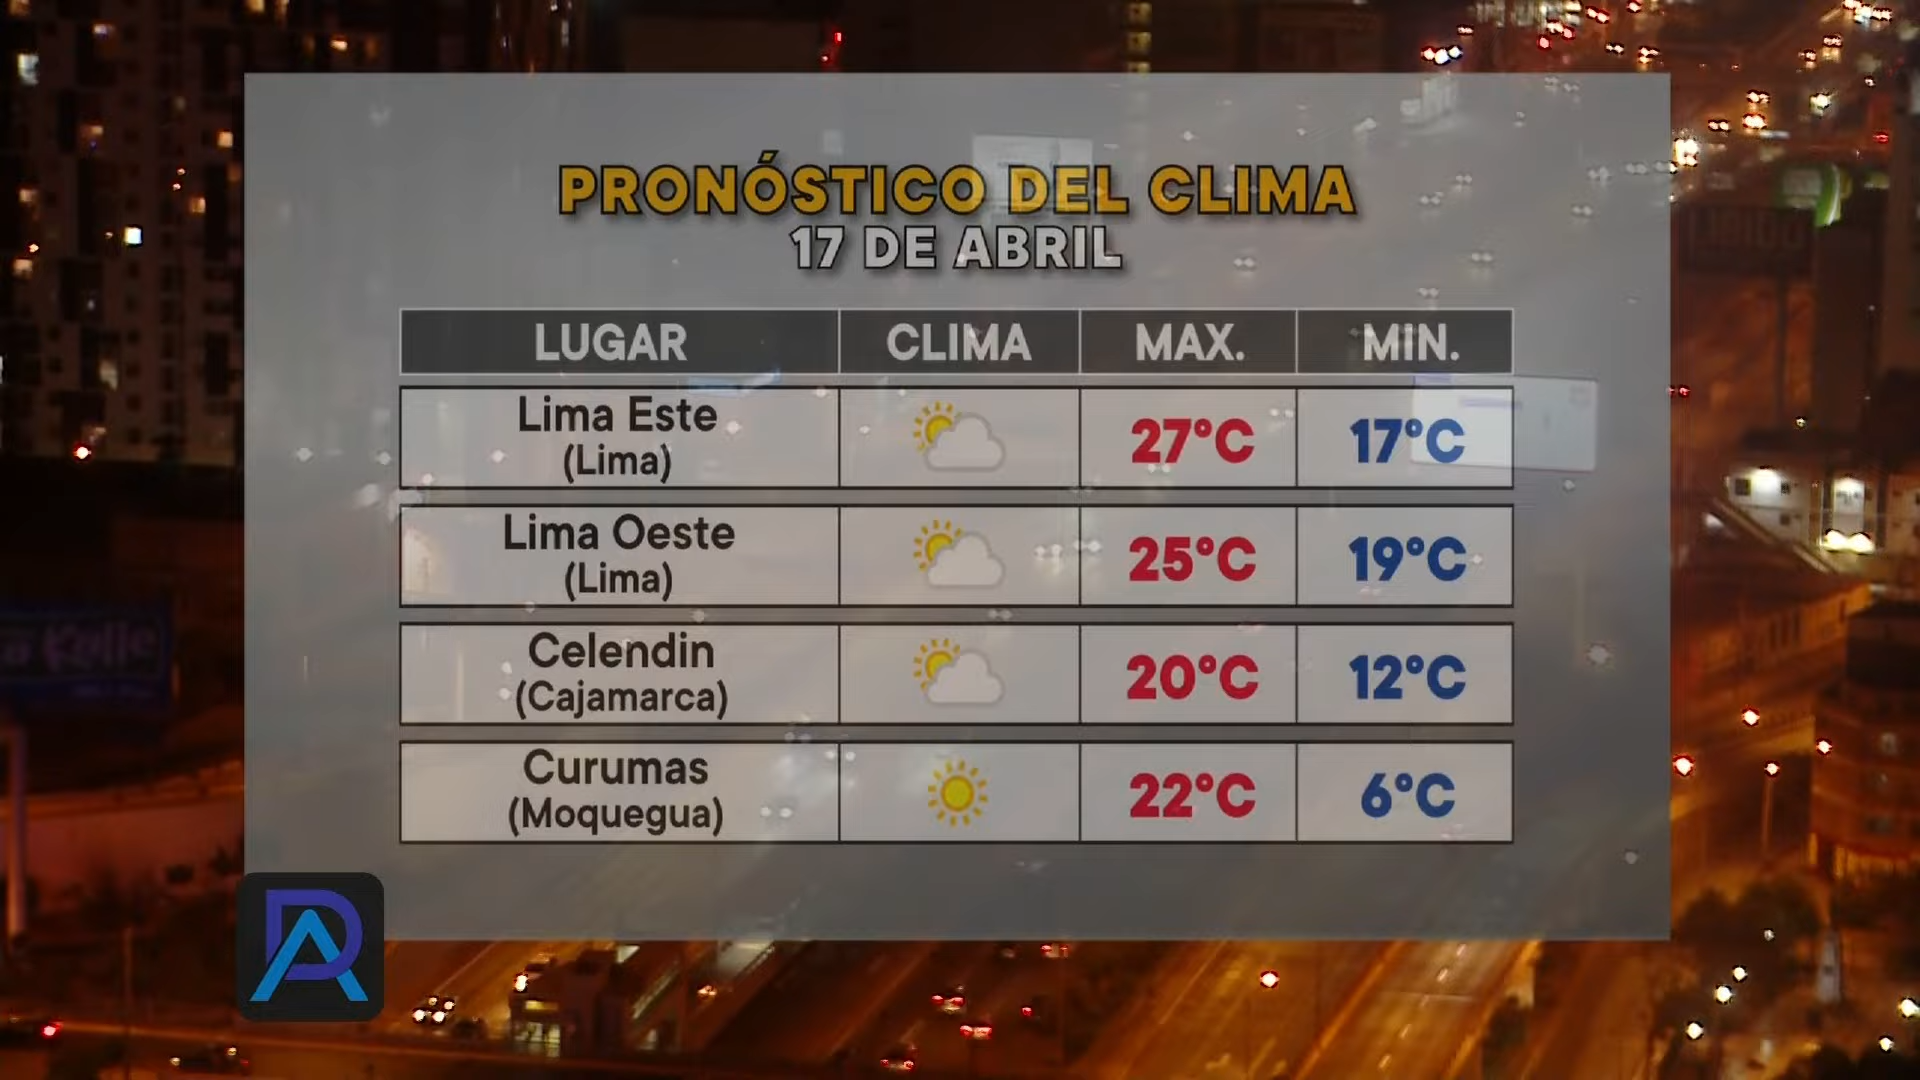 PRONÓSTICO DEL CLIMA
17 DE ABRIL
LUGAR CLIMA MAX. MIN.
Lima Este
(Lima)
27°C 17°C
Lima Oeste
(Lima)
25°C 19°C
Celendin
(Cajamarca)
20°C 12°C
Curumas
(Moquegua)
22°C 6°C